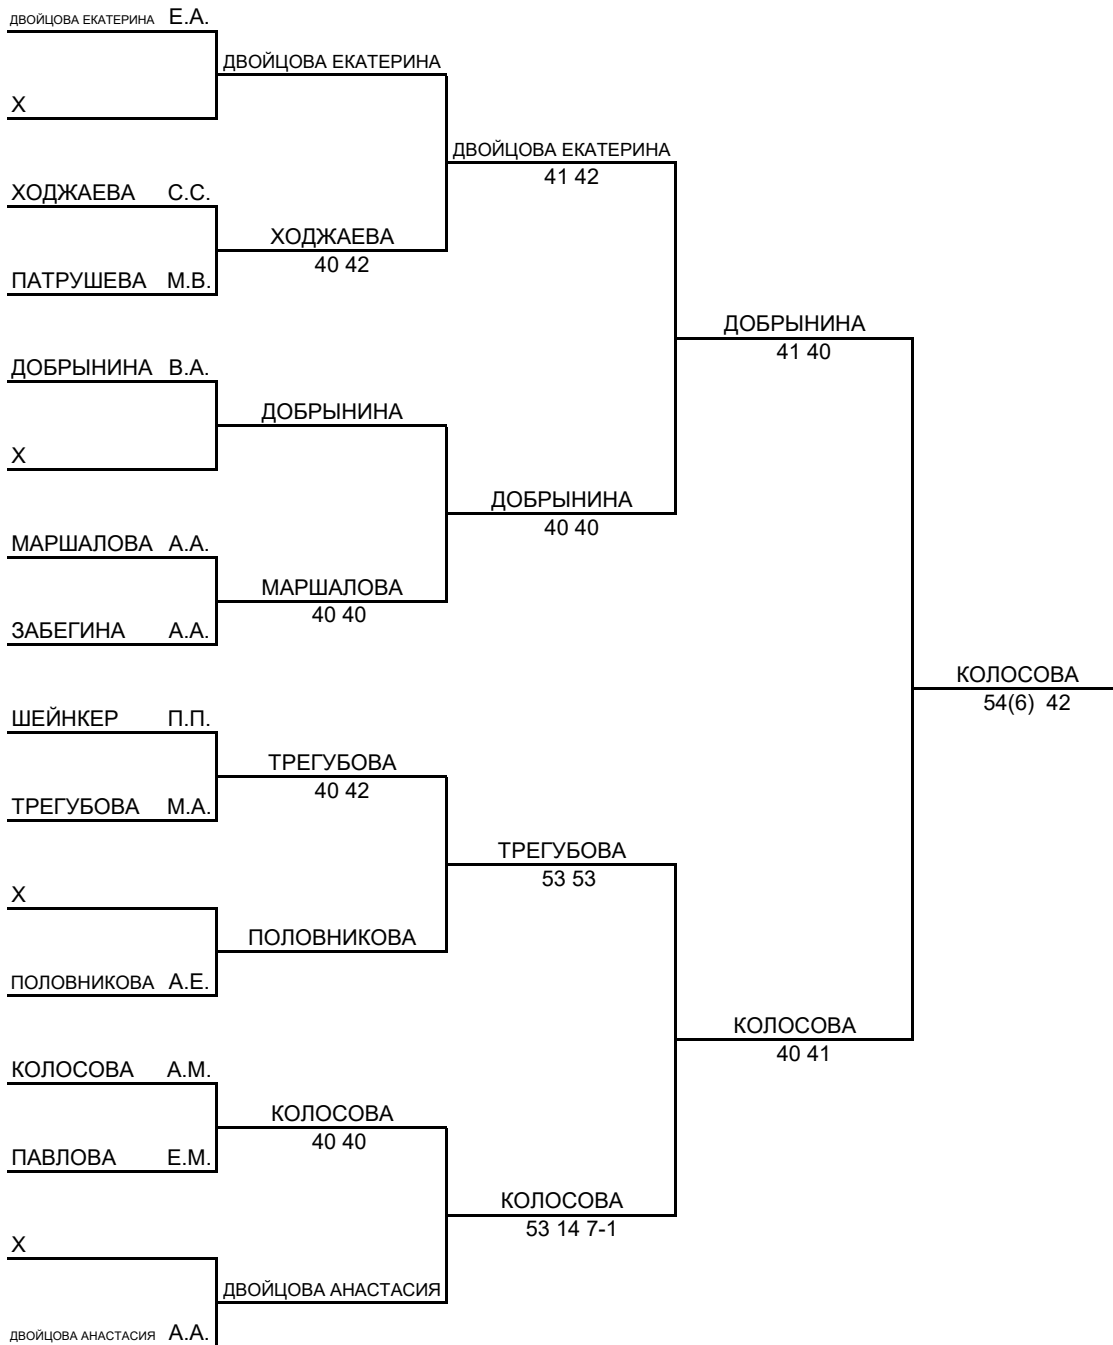 ДВОЙЦОВА ЕКАТЕРИНА Е.А.
ДВОЙЦОВА ЕКАТЕРИНА
Х
ДВОЙЦОВА ЕКАТЕРИНА
41 42
ХОДЖАЕВА С.С.
ХОДЖАЕВА
40 42
ПАТРУШЕВА М.В.
ДОБРЫНИНА
41 40
ДОБРЫНИНА В.А.
ДОБРЫНИНА
Х
ДОБРЫНИНА
40 40
МАРШАЛОВА А.А.
МАРШАЛОВА
40 40
ЗАБЕГИНА А.А.
КОЛОСОВА
54(6) 42
ШЕЙНКЕР П.П.
ТРЕГУБОВА
40 42
ТРЕГУБОВА М.А.
ТРЕГУБОВА
53 53
Х
ПОЛОВНИКОВА
ПОЛОВНИКОВА А.Е.
КОЛОСОВА
40 41
КОЛОСОВА А.М.
КОЛОСОВА
40 40
ПАВЛОВА Е.М.
КОЛОСОВА
53 14 7-1
Х
ДВОЙЦОВА АНАСТАСИЯ
ДВОЙЦОВА АНАСТАСИЯ А.А.